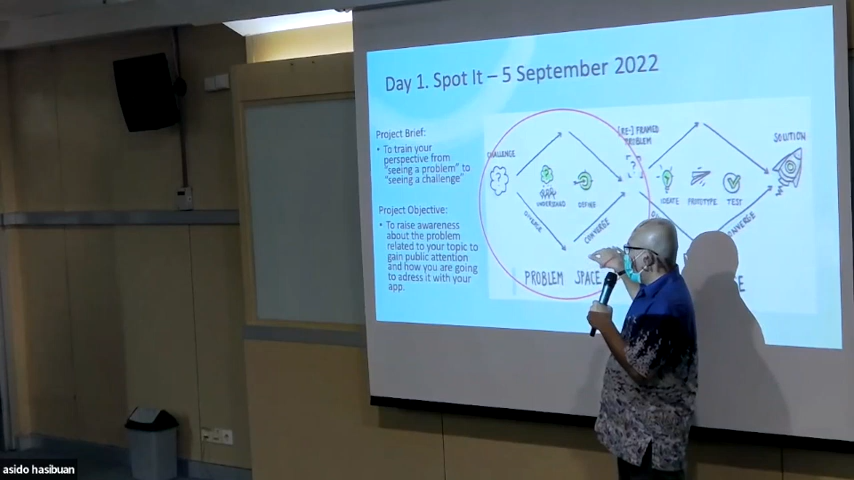 Day 1. Spot It – 5 September 2022
Project Brief:
• To train your
perspective from
"seeing a problem" to
"seeing a challenge".
Project Objective:
• To raise awareness
about the problem
related to your topic to
gain public attention
and how you are going
to adress it with your
app.
CHALLENGE
?
UNDERSTAND
DEFINE
DIVERGE
CONVERGE
PROBLEM SPACE
[RE-] FRAMED
PROBLEM
?
IDEATE
PROTOTYPE
TEST
SOLUTION
asido hasibuan